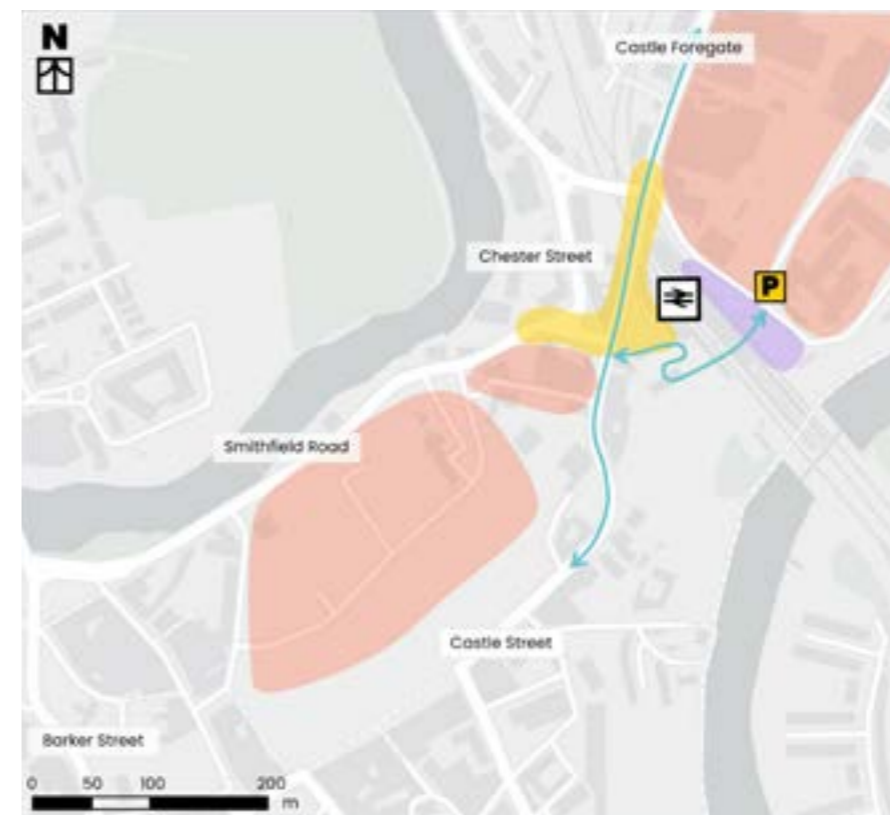 N
Castle Foregate
Chester Street
P
Smithfield Road
Castle Street
Barker Street
0 50 100 200
m